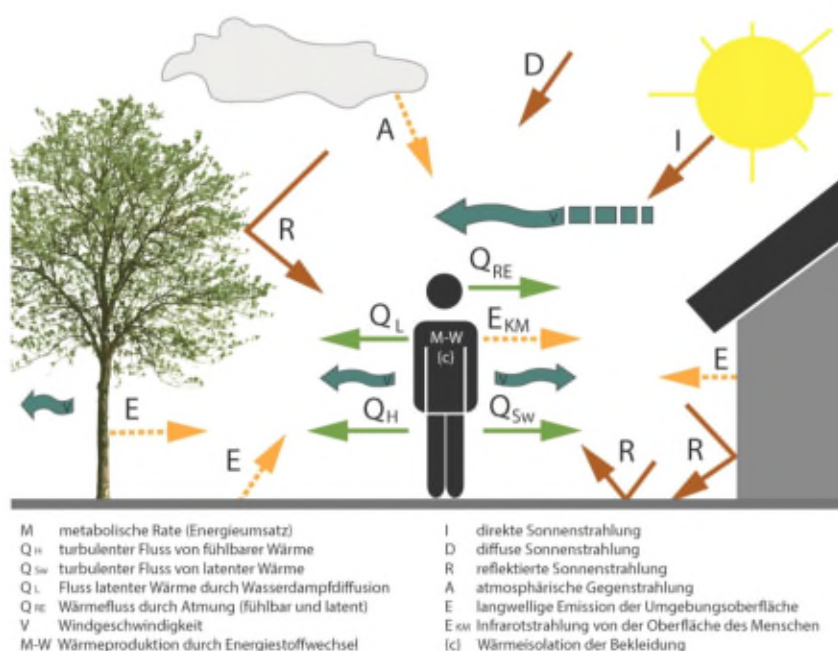 D
A
I
V
R
Q RE
Q L
E KM
M-W
(c)
V
V
E
V
E
Q H
Q Sw
E
R
R
M metabolische Rate (Energieumsatz)
Q H turbulenter Fluss von fühlbarer Wärme
Q Sw turbulenter Fluss von latenter Wärme
Q L Fluss latenter Wärme durch Wasserdampfdiffusion
Q RE Wärmefluss durch Atmung (fühlbar und latent)
V Windgeschwindigkeit
M-W Wärmeproduktion durch Energiestoffwechsel
I direkte Sonnenstrahlung
D diffuse Sonnenstrahlung
R reflektierte Sonnenstrahlung
A atmosphärische Gegenstrahlung
E langwellige Emission der Umgebungsoberfläche
E KM Infrarotstrahlung von der Oberfläche des Menschen
(c) Wärmeisolation der Bekleidung